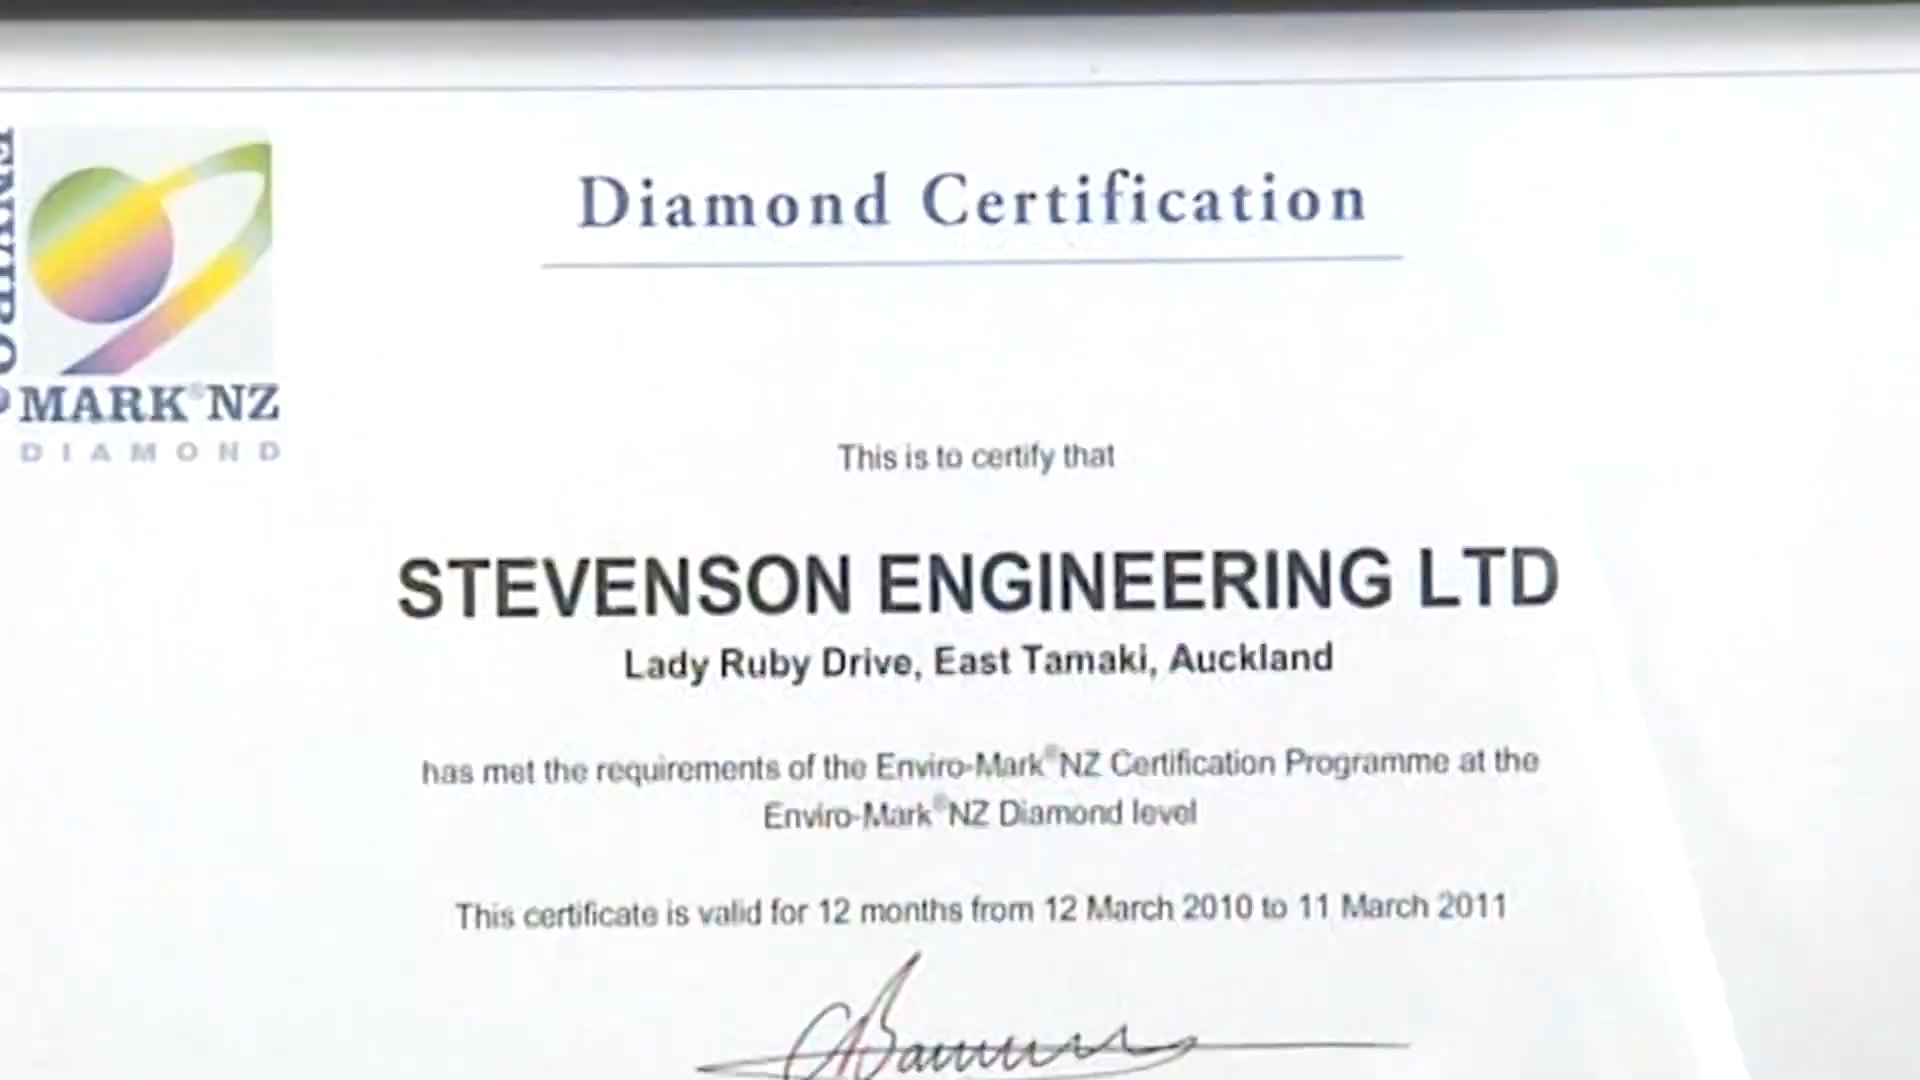 Diamond Certification
ENVIRO
MARK®NZ
DIAMOND
This is to certify that
STEVENSON ENGINEERING LTD
Lady Ruby Drive, East Tamaki, Auckland
has met the requirements of the Enviro-Mark®NZ Certification Programme at the
Enviro-Mark®NZ Diamond level
This certificate is valid for 12 months from 12 March 2010 to 11 March 2011